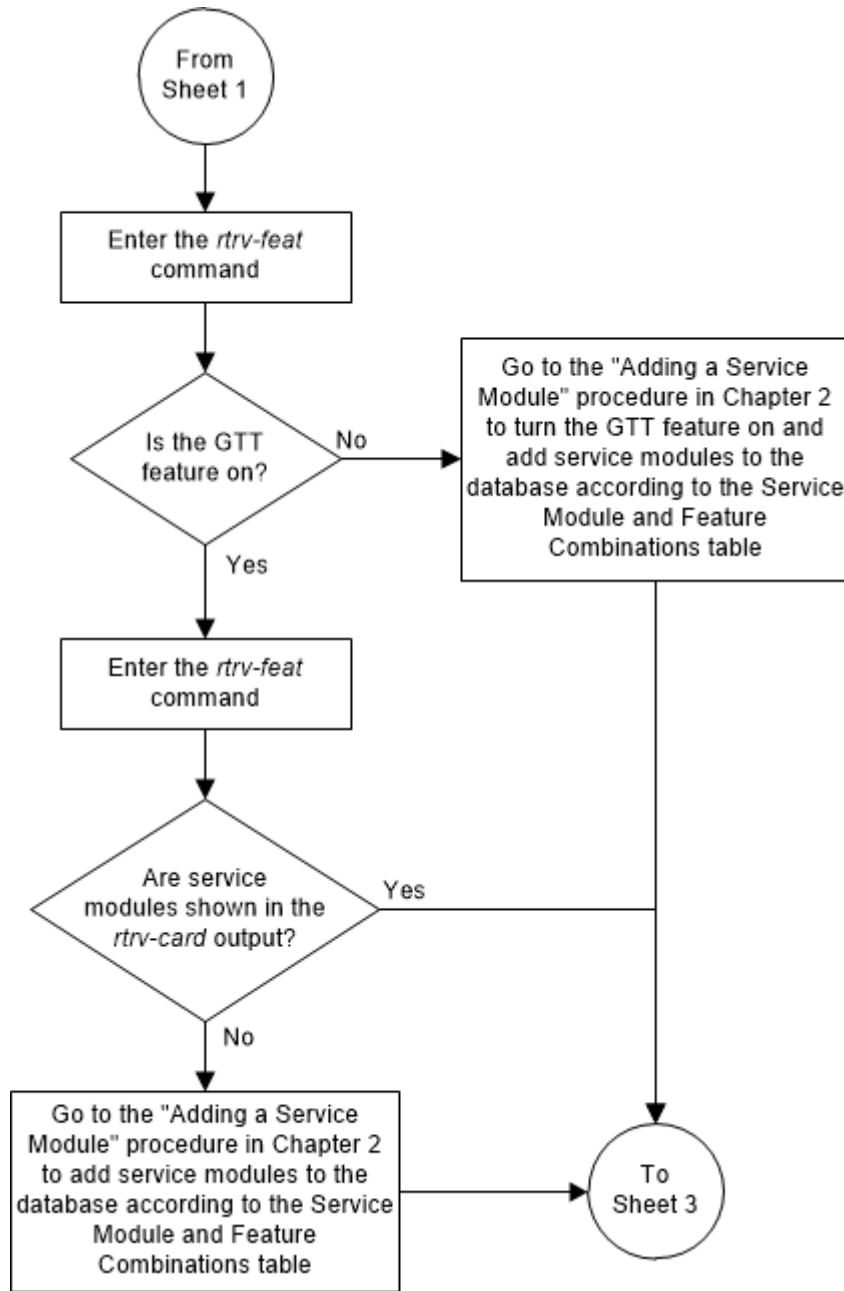 From
Sheet 1
Enter the rtrv-feat
command
Is the GTT
feature on?
No
Go to the "Adding a Service
Module" procedure in Chapter 2
to turn the GTT feature on and
add service modules to the
database according to the Service
Module and Feature
Combinations table
Yes
Enter the rtrv-feat
command
Are service
modules shown in the
rtrv-card output?
Yes
No
Go to the "Adding a Service
Module" procedure in Chapter 2
to add service modules to the
database according to the Service
Module and Feature
Combinations table
To
Sheet 3